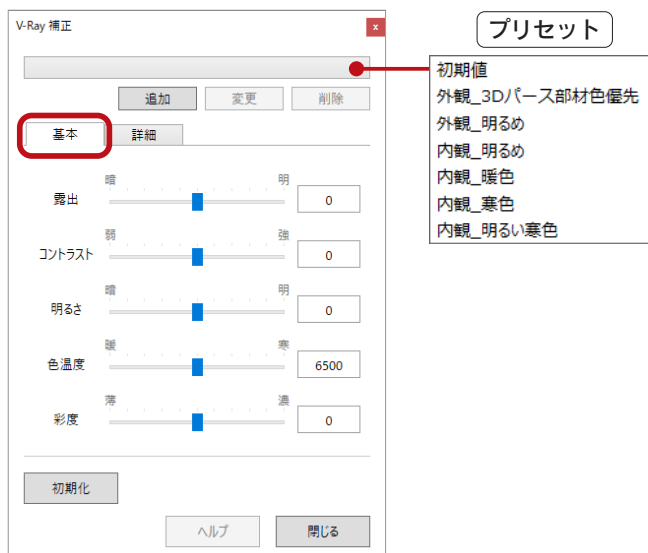 V-Ray 補正
x
プリセット
初期値
外観_3Dパース部材色優先
外観_明るめ
内観_明るめ
内観_暖色
内観_寒色
内観_明るい寒色
追加 変更 削除
基本 詳細
暗 明
露出 0
弱 強
コントラスト 0
暗 明
明るさ 0
暖 寒
色温度 6500
薄 濃
彩度 0
初期化
ヘルプ 閉じる